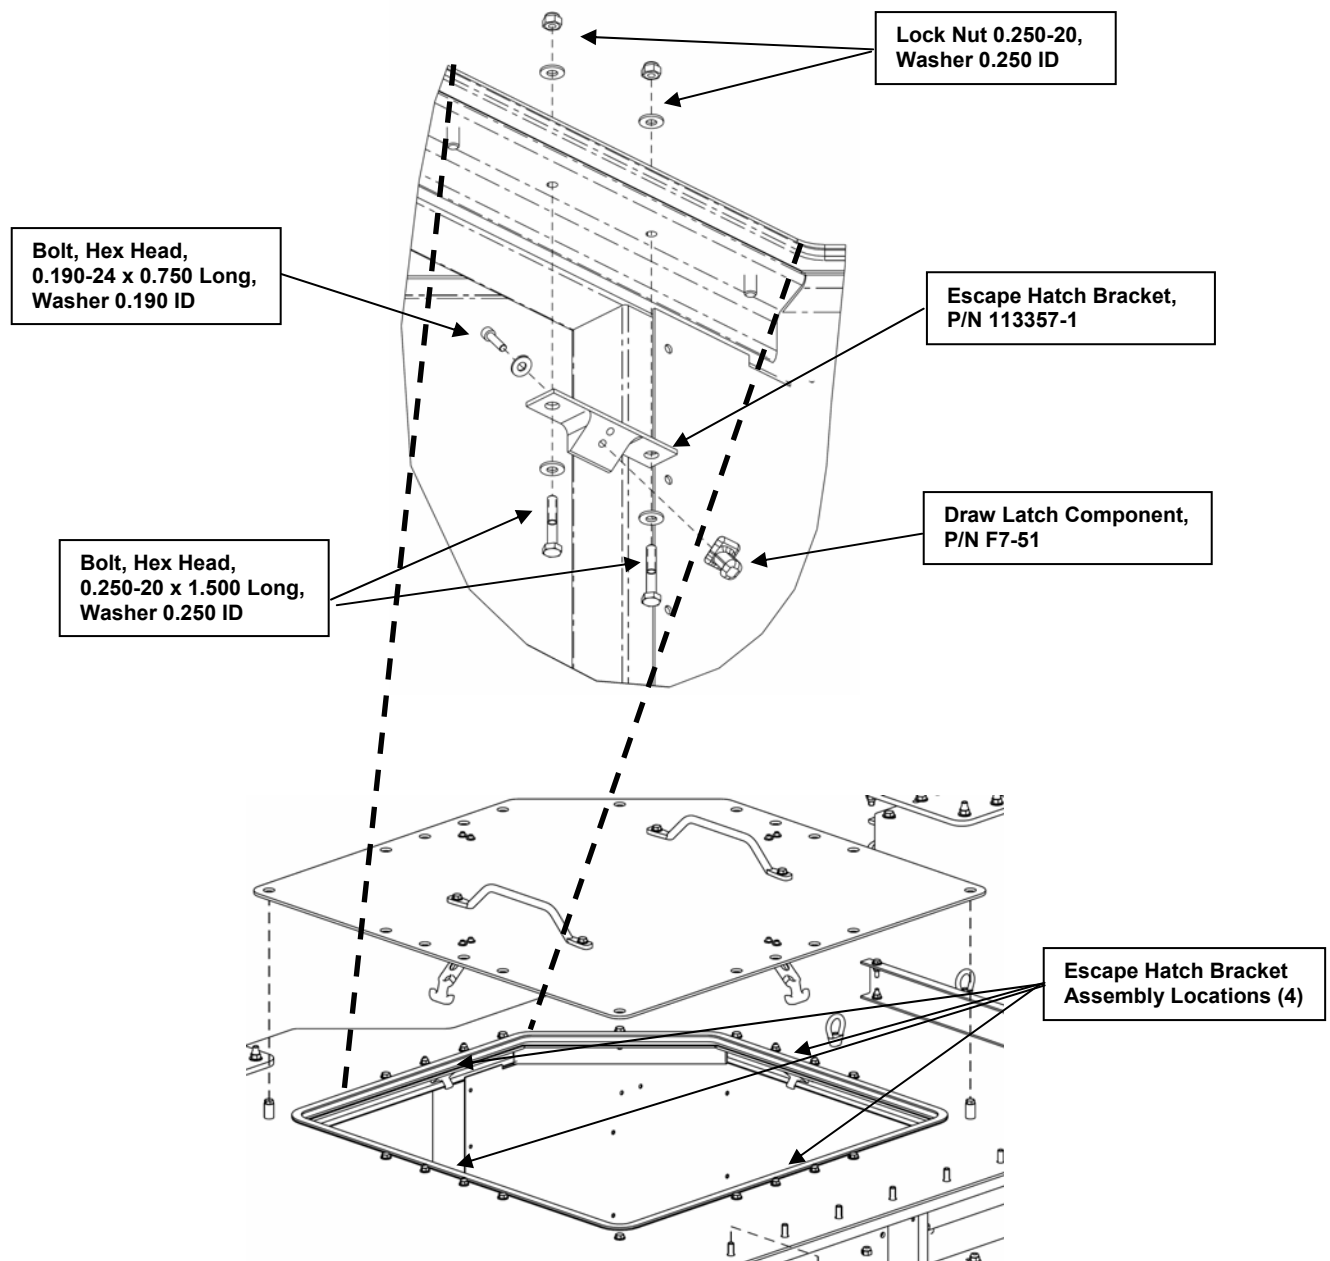 Lock Nut 0.250-20,
Washer 0.250 ID
Bolt, Hex Head,
0.190-24 x 0.750 Long,
Washer 0.190 ID
Escape Hatch Bracket,
P/N 113357-1
Draw Latch Component,
P/N F7-51
Bolt, Hex Head,
0.250-20 x 1.500 Long,
Washer 0.250 ID
Escape Hatch Bracket
Assembly Locations (4)